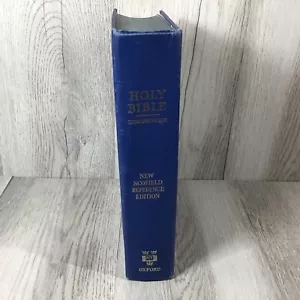 HOLY
BIBLE
NEW
SCOFIELD
REFERENCE
EDITION
OXFORD